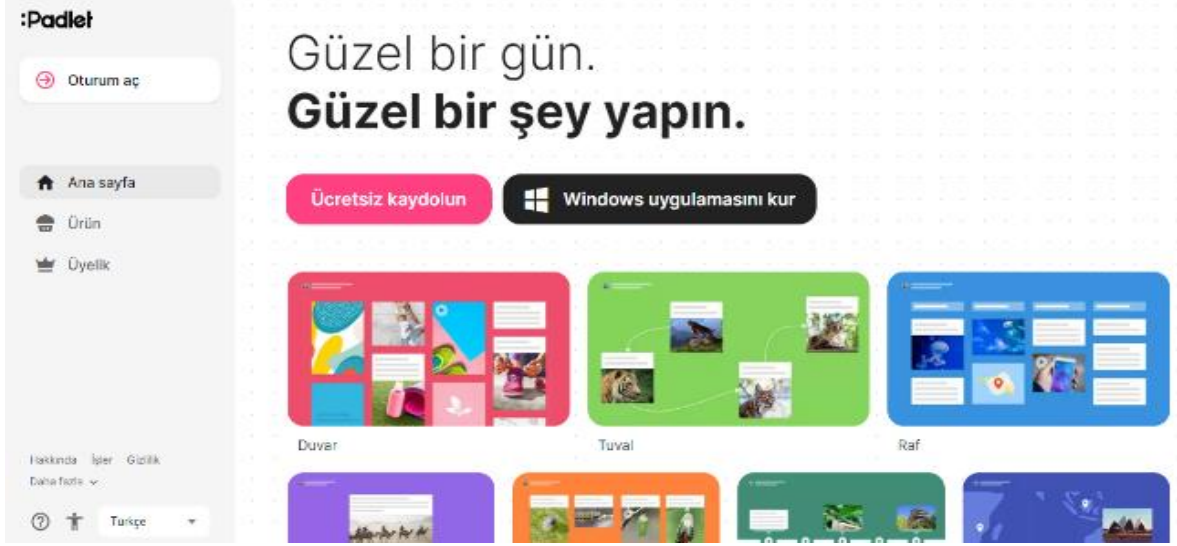 :Padlet
Oturum aç
Ana sayfa
Ürün
Üyelik
Hakkında İşler Gizlilik
Daha fazla
Türkçe
Güzel bir gün.
Güzel bir şey yapın.
Ücretsiz kaydolun
Windows uygulamasını kur
Duvar
Tuval
Raf